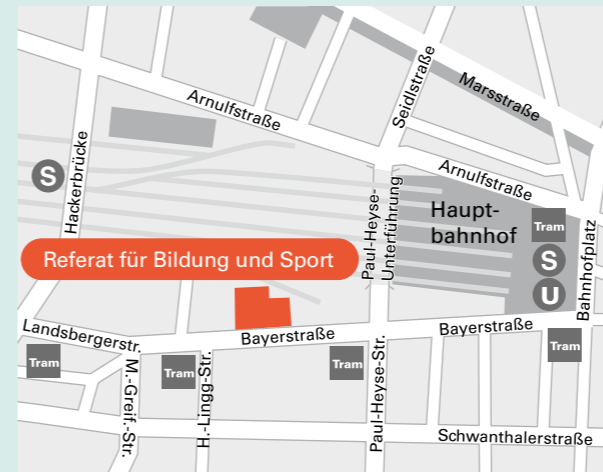 Seidlstraße
Marsstraße
Arnulfstraße
Arnulfstraße
Hackerbrücke
S
Paul-Heyse-
Unterführung
Haupt-
bahnhof
Tram
S
U
Bahnhofplatz
Referat für Bildung und Sport
Landsbergerstr.
Bayerstraße
Bayerstraße
Tram
Tram
Tram
Tram
M.-Greif.-Str.
H.-Lingg-Str.
Paul-Heyse-Str.
Schwanthalerstraße